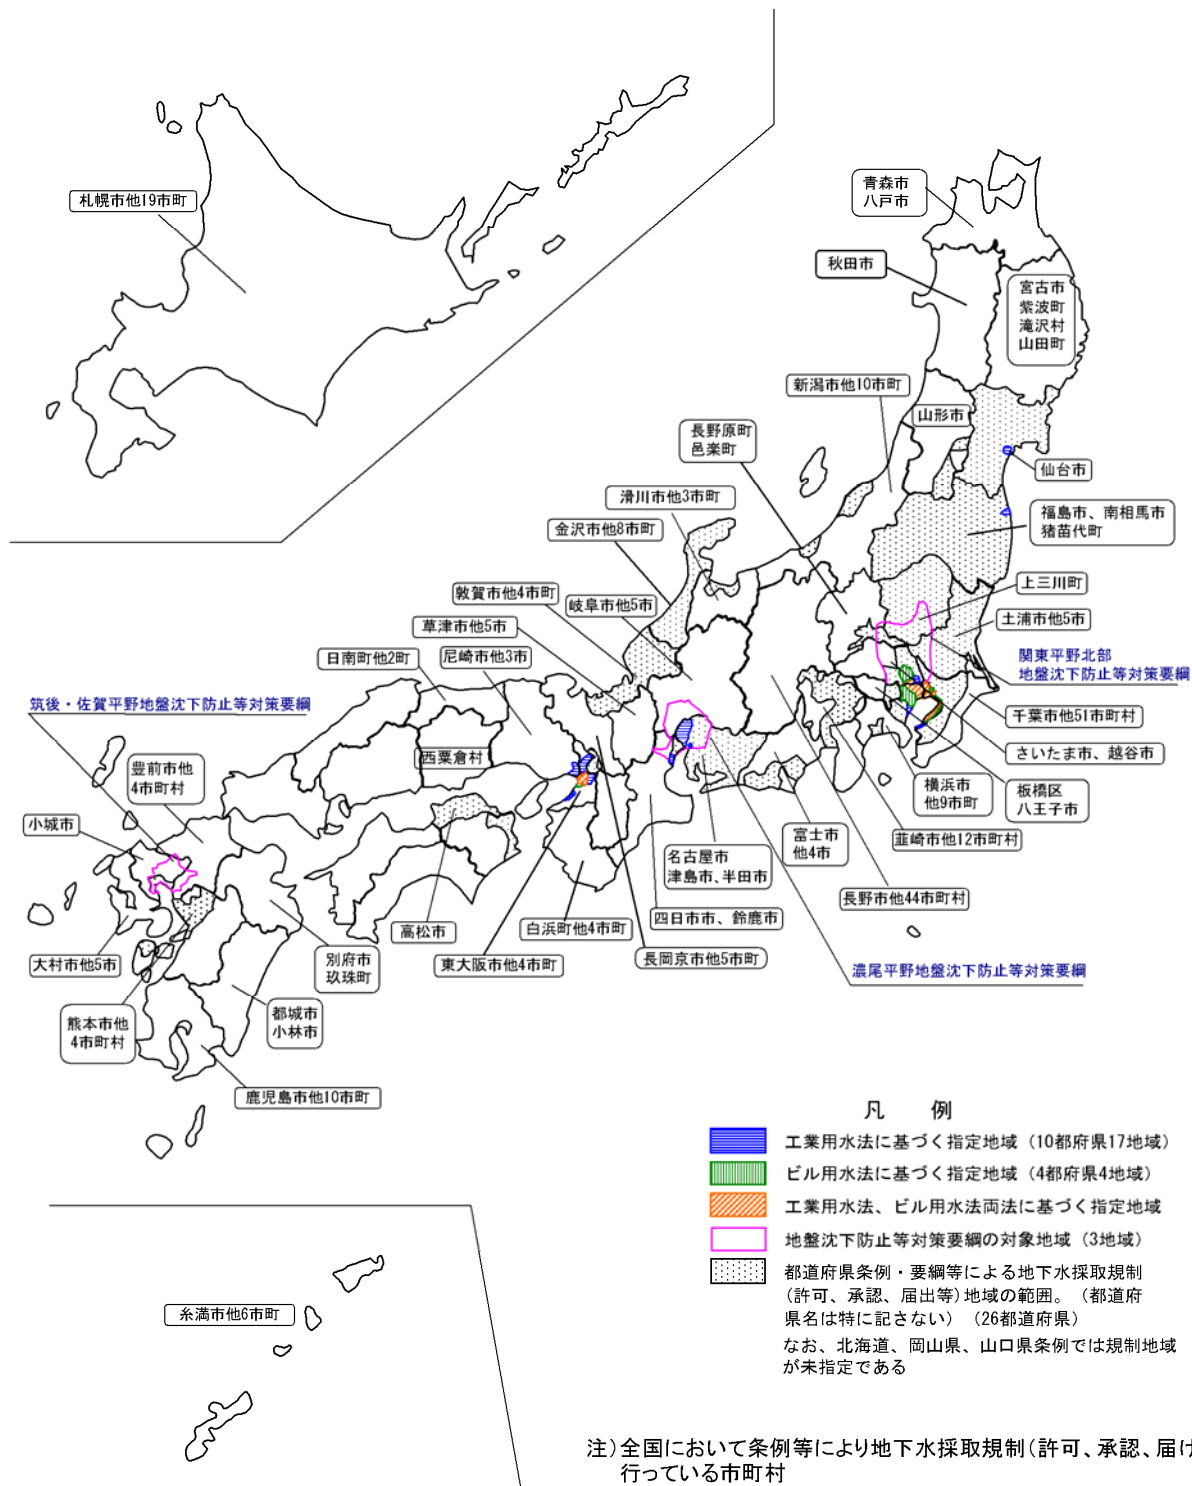 札幌市他19市町
青森市
八戸市
秋田市
宮古市
紫波町
滝沢村
山田町
新潟市他10市町
山形市
長野原町
邑楽町
仙台市
滑川市他3市町
福島市、南相馬市
猪苗代町
金沢市他8市町
上三川町
敦賀市他4市町
岐阜市他5市
土浦市他5市
草津市他5市
関東平野北部
地盤沈下防止等対策要綱
日南町他2町
尼崎市他3市
筑後・佐賀平野地盤沈下防止等対策要綱
千葉市他51市町村
西粟倉村
さいたま市、越谷市
豊前市他
4市町村
横浜市
他9市町
板橋区
八王子市
小城市
富士市
他4市
韮崎市他12市町村
名古屋市
津島市、半田市
長野市他44市町村
四日市市、鈴鹿市
高松市
白浜町他4市町
大村市他5市
別府市
玖珠町
東大阪市他4市町
長岡京市他5市町
濃尾平野地盤沈下防止等対策要綱
熊本市他
4市町村
都城市
小林市
鹿児島市他10市町
凡 例
工業用水法に基づく指定地域(10都府県17地域)
ビル用水法に基づく指定地域(4都府県4地域)
工業用水法、ビル用水法両法に基づく指定地域
地盤沈下防止等対策要綱の対象地域(3地域)
都道府県条例・要綱等による地下水採取規制
(許可、承認、届出等)地域の範囲。(都道府
県名は特に記さない)(26都道府県)
なお、北海道、岡山県、山口県条例では規制地域
が未指定である
糸満市他6市町
注)全国において条例等により地下水採取規制(許可、承認、届け
行っている市町村